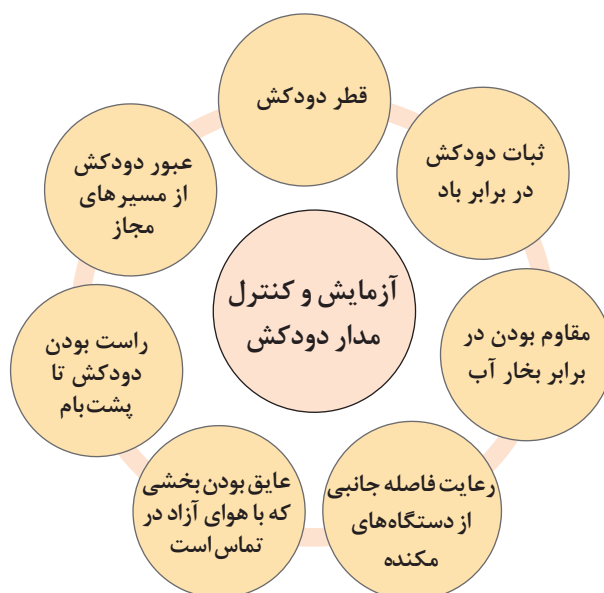 قطر دودکش
ثبات دودکش
در برابر باد
مقاوم بودن در
برابر بخار آب
رعایت فاصله جانبی
از دستگاه‌های
مکنده
عایق بودن بخشی
که با هوای آزاد در
تماس است
راست بودن
دودکش تا
پشت‌بام
عبور دودکش
از مسیرهای
مجاز
آزمایش و کنترل
مدار دودکش